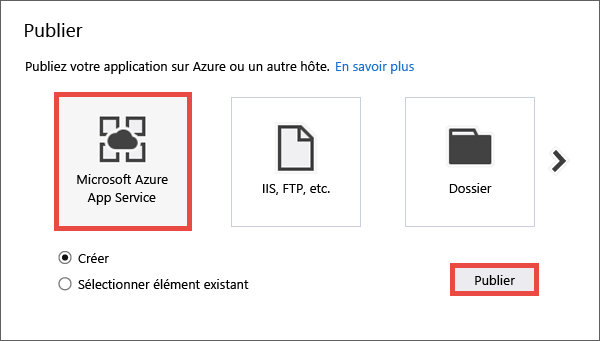 Publier
Publiez votre application sur Azure ou un autre hôte. En savoir plus
Microsoft Azure
App Service
IIS, FTP, etc.
Dossier
Créer
Sélectionner élément existant
Publier